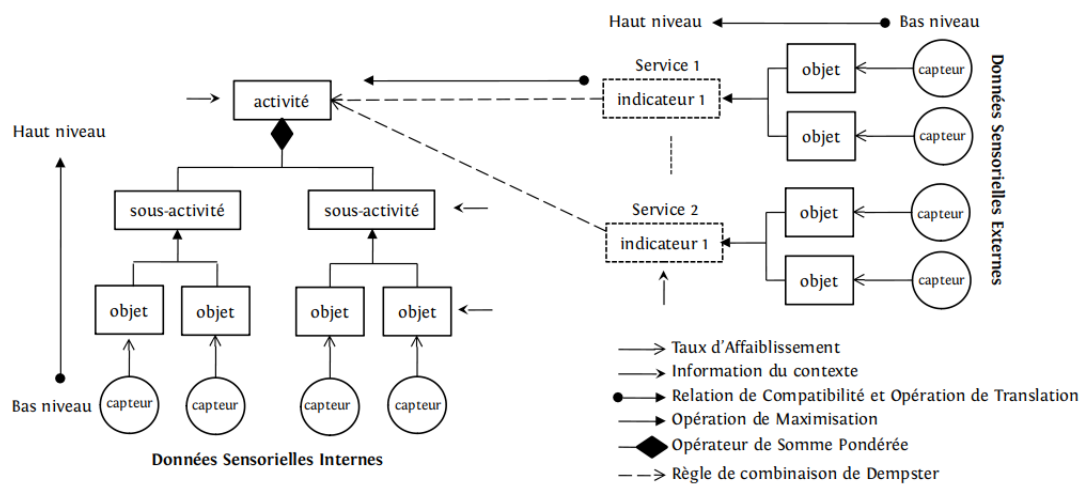 Haut niveau
Bas niveau
Service 1
activité
indicateur 1
objet
capteur
objet
capteur
Données Sensorielles Externes
Haut niveau
sous-activité
sous-activité
Service 2
indicateur 1
objet
capteur
objet
capteur
objet
objet
objet
objet
Bas niveau
capteur
capteur
capteur
capteur
Données Sensorielles Internes
Taux d'Affaiblissement
Information du contexte
Relation de Compatibilité et Opération de Translation
Opération de Maximisation
Opérateur de Somme Pondérée
Règle de combinaison de Dempster